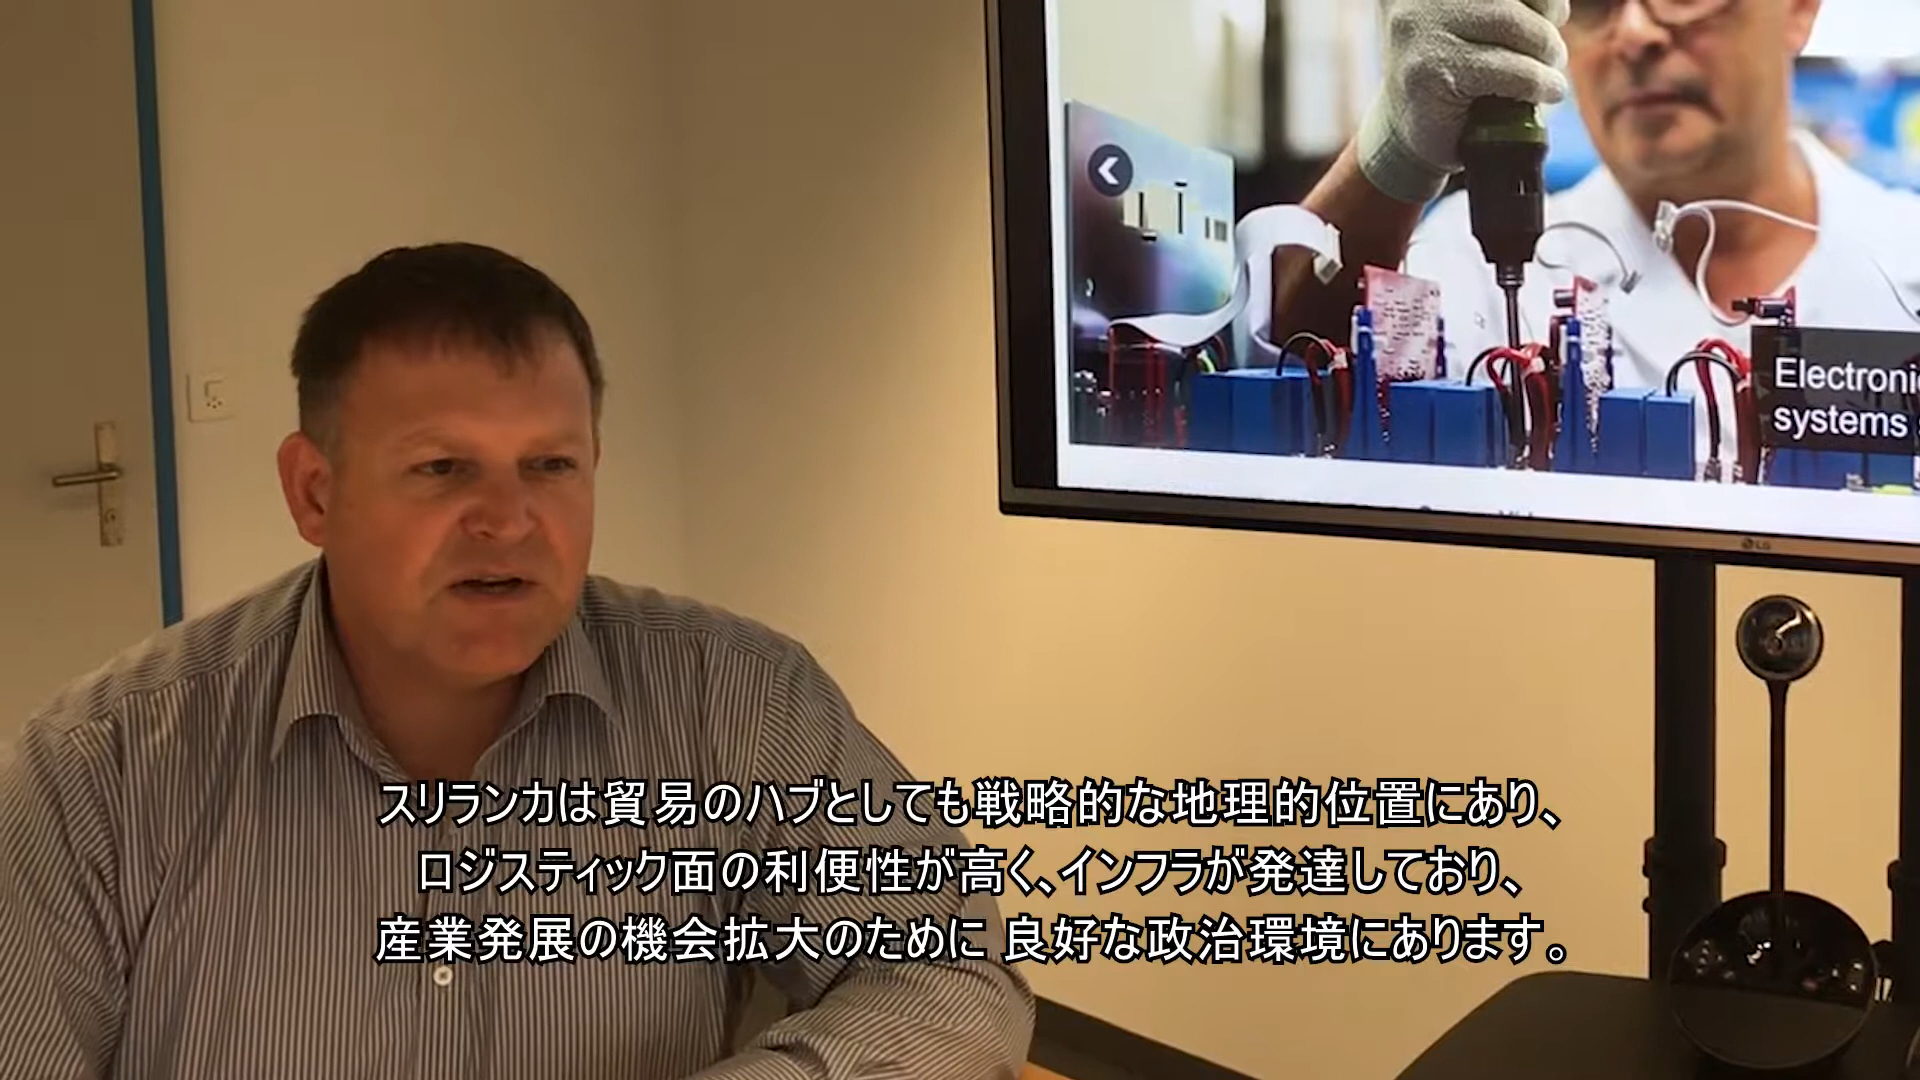 Electroni
systems
LG
スリランカは貿易のハブとしても戦略的な地理的位置にあり、
ロジスティック面の利便性が高く、インフラが発達しており、
産業発展の機会拡大のために 良好な政治環境にあります。